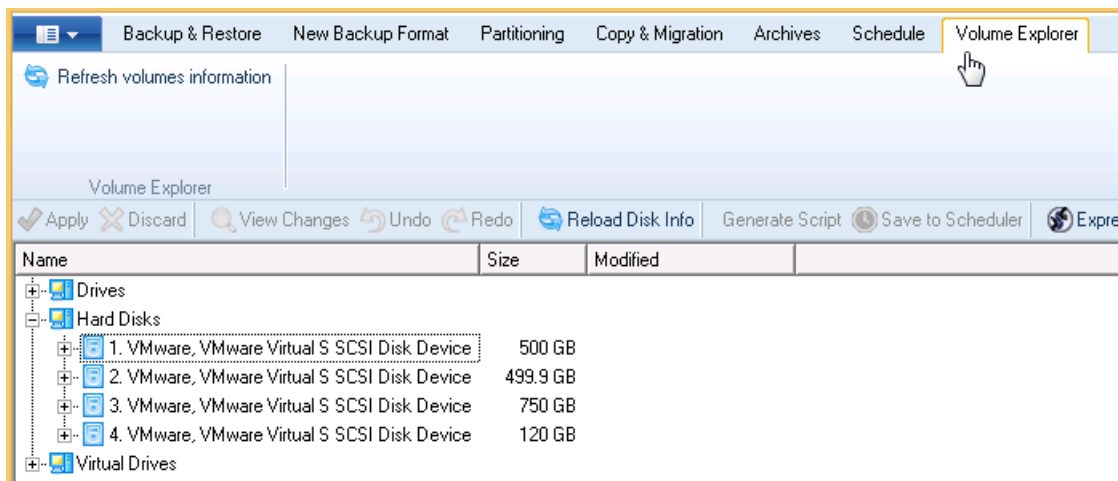 Backup & Restore New Backup Format Partitioning Copy & Migration Archives Schedule Volume Explorer
Refresh volumes information
Volume Explorer
Apply Discard View Changes Undo Redo Reload Disk Info Generate Script Save to Scheduler Expre
Name Size Modified
Drives
Hard Disks
1. VMware, VMware Virtual S SCSI Disk Device 500 GB
2. VMware, VMware Virtual S SCSI Disk Device 499.9 GB
3. VMware, VMware Virtual S SCSI Disk Device 750 GB
4. VMware, VMware Virtual S SCSI Disk Device 120 GB
Virtual Drives